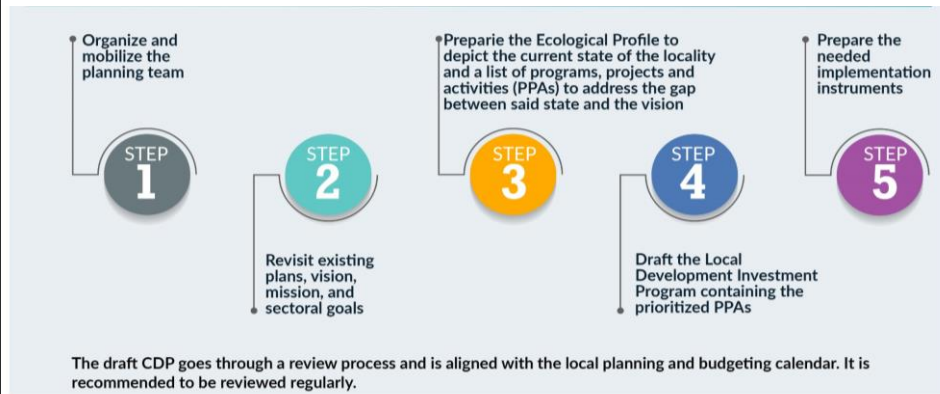 Organize and
mobilize the
planning team
STEP
1
Revisit existing
plans, vision,
mission, and
sectoral goals
STEP
2
Preparie the Ecological Profile to
depict the current state of the locality
and a list of programs, projects and
activities (PPAs) to address the gap
between said state and the vision
STEP
3
Draft the Local
Development Investment
Program containing the
prioritized PPAs
STEP
4
Prepare the
needed
implementation
instruments
STEP
5
The draft CDP goes through a review process and is aligned with the local planning and budgeting calendar. It is
recommended to be reviewed regularly.